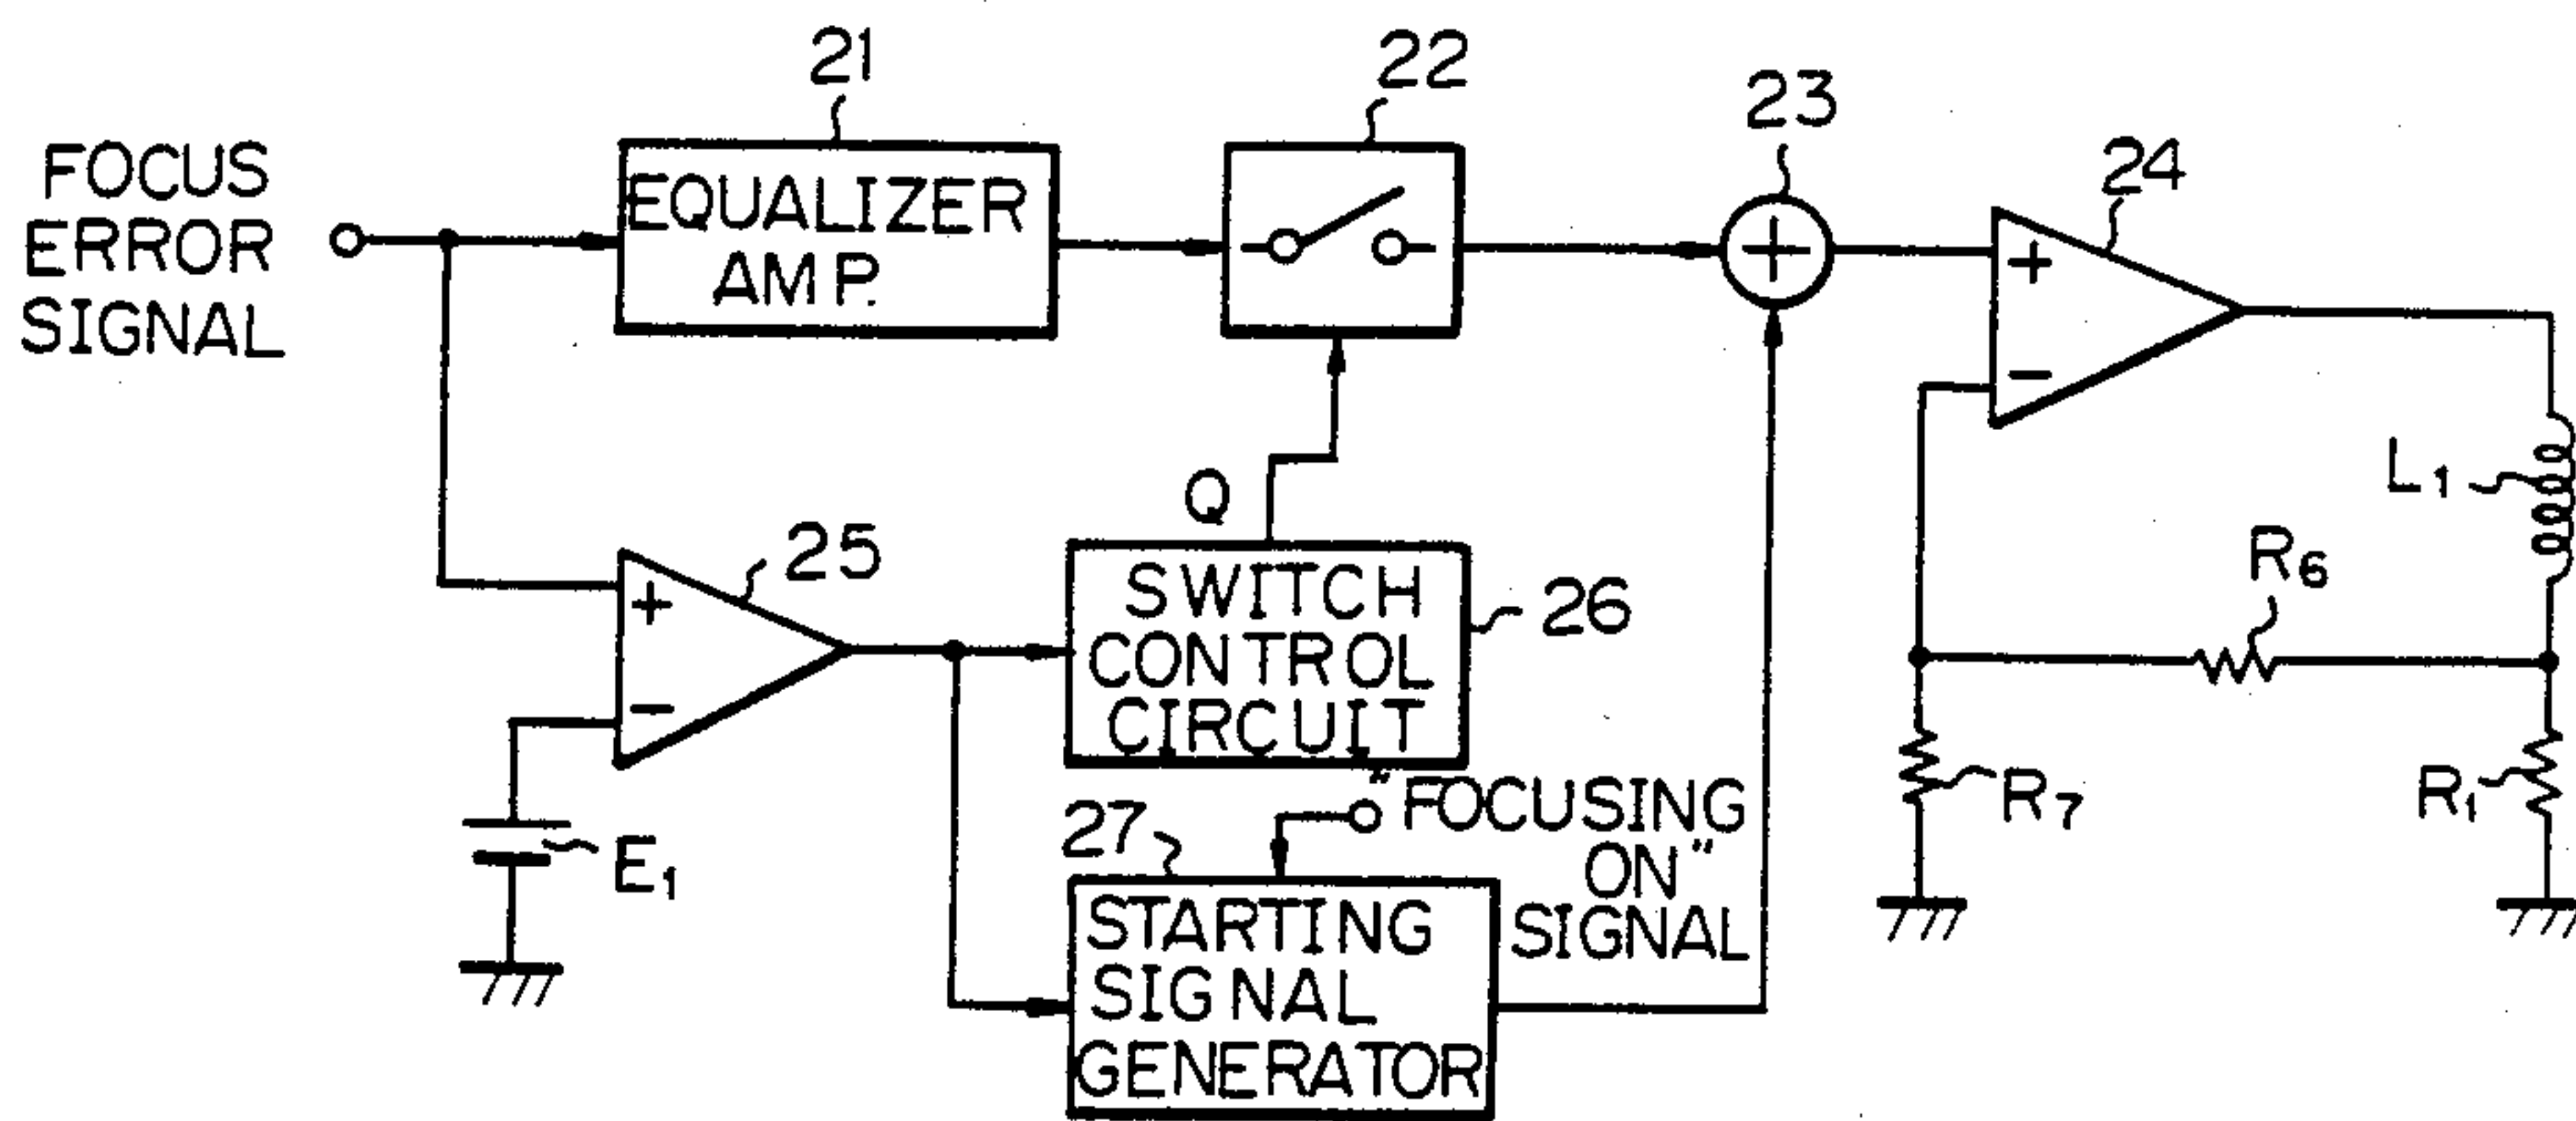 21
22
23
24
FOCUS
ERROR
SIGNAL
EQUALIZER
AMP.
+
+
−
L1
Q
25
+
−
SWITCH
CONTROL
CIRCUIT
26
R6
E1
27
"FOCUSING
ON"
SIGNAL
R7
R1
STARTING
SIGNAL
GENERATOR